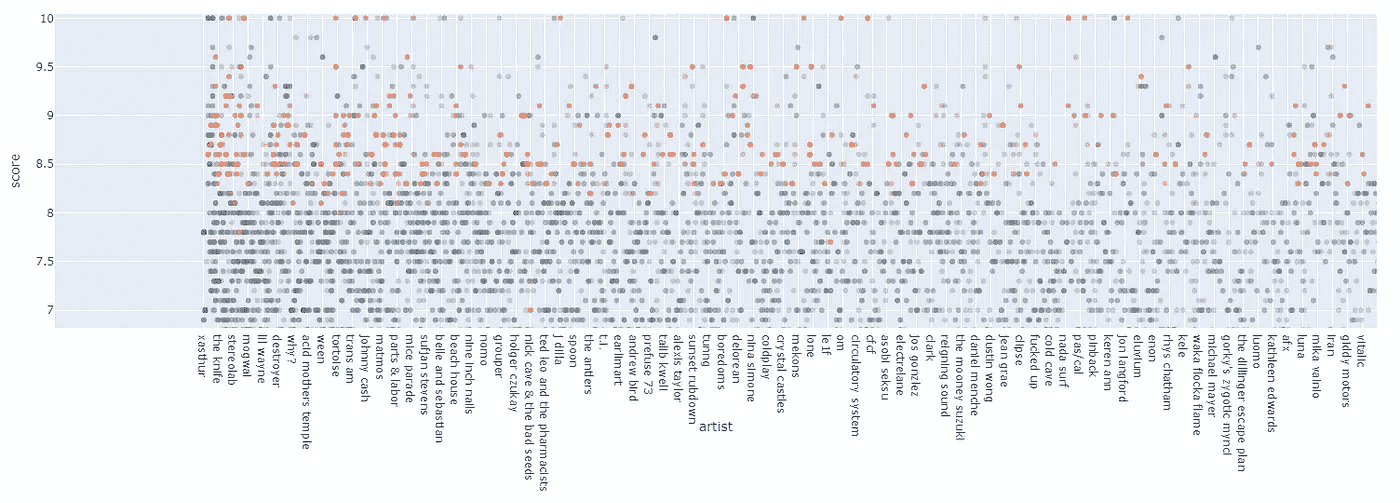 10
9.5
9
8.5
8
7.5
7
score
xasthur
the knife
stereolab
mogwai
lil wayne
destroyer
why?
acid mothers temple
ween
tortoise
trans am
johnny cash
matmos
parts & labor
mice parade
sufjan stevens
belle and sebastian
beach house
nine inch nails
nomo
grouper
holger czukay
nick cave & the bad seeds
ted leo and the pharmacists
j dilla
spoon
the antlers
t.i.
earlimart
andrew bird
prefuse 73
talib kweli
alexis taylor
sunset rubdown
tunng
boredoms
delorean
nina simone
coldplay
crystal castles
mekons
lone
le1f
om
circulatory system
cfcf
asobi seksu
electrelane
jos gonzlez
clark
reigning sound
the mooney suzuki
daniel menche
dustin wong
jean grae
clipse
fucked up
cold cave
nada surf
pas/cal
pinback
keren ann
jon langford
eluvium
enon
rhys chatham
kele
waka flocka flame
michael mayer
gorky's zygotic mynci
the dillinger escape plan
luomo
kathleen edwards
afx
luna
mika vainio
liran
giddy motors
vitalic
artist